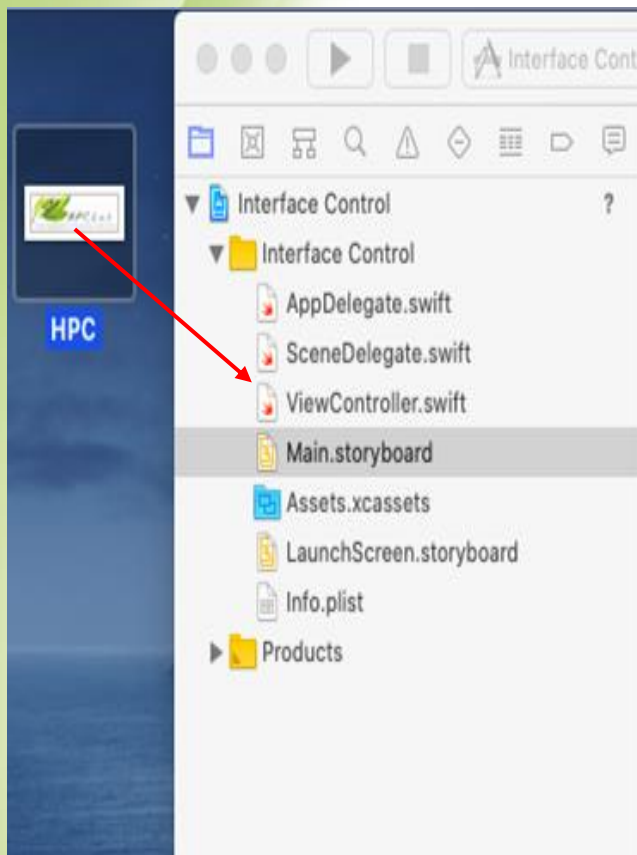 Interface Cont
Interface Control
?
Interface Control
AppDelegate.swift
HPC
SceneDelegate.swift
ViewController.swift
Main.storyboard
Assets.xcassets
LaunchScreen.storyboard
Info.plist
Products